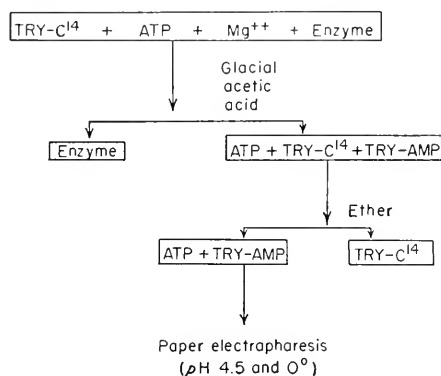 TRY-C¹⁴ + ATP + Mg⁺⁺ + Enzyme
Glacial
acetic
acid
Enzyme
ATP + TRY-C¹⁴ + TRY-AMP
Ether
ATP + TRY-AMP
TRY-C¹⁴
Paper electropharesis
(pH 4.5 and 0°)